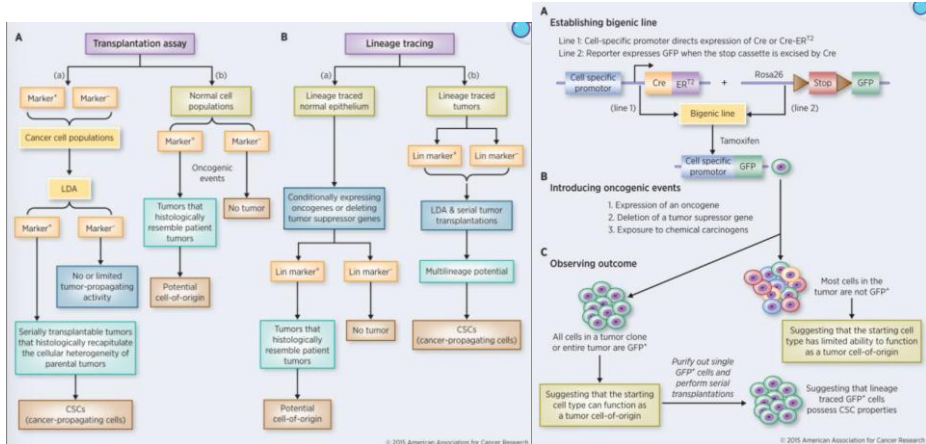 A
Transplantation assay
(a)
(b)
Marker+
Marker−
Cancer cell populations
LDA
Marker+
Marker−
No or limited
tumor-propagating
activity
Serially transplantable tumors
that histologically recapitulate
the cellular heterogeneity of
parental tumors
CSCs
(cancer-propagating cells)
Normal cell
populations
Marker+
Marker−
Oncogenic
events
Tumors that
histologically
resemble patient
tumors
No tumor
Potential
cell-of-origin
B
Lineage tracing
(a)
(b)
Lineage traced
normal epithelium
Conditionally expressing
oncogenes or deleting
tumor suppressor genes
Lin marker+
Lin marker−
Tumors that
histologically
resemble patient
tumors
No tumor
Potential
cell-of-origin
Lineage traced
tumors
Lin marker+
Lin marker−
LDA & serial tumor
transplantations
Multilineage potential
CSCs
(cancer-propagating cells)
© 2015 American Association for Cancer Research
A
Establishing bigenic line
Line 1: Cell-specific promoter directs expression of Cre or Cre-ERT2
Line 2: Reporter expresses GFP when the stop cassette is excised by Cre
Cell specific
promotor
Cre
ERT2
+
Rosa26
Stop
GFP
(line 1)
(line 2)
Bigenic line
Tamoxifen
Cell specific
promotor
GFP
B
Introducing oncogenic events
1. Expression of an oncogene
2. Deletion of a tumor supressor gene
3. Exposure to chemical carcinogens
C
Observing outcome
All cells in a tumor clone
or entire tumor are GFP+
Most cells in the
tumor are not GFP+
Suggesting that the starting cell
type has limited ability to function
as a tumor cell-of-origin
Suggesting that the starting
cell type can function as
a tumor cell-of-origin
Purify out single
GFP+ cells and
perform serial
transplantations
Suggesting that lineage
traced GFP+ cells
possess CSC properties
© 2015 American Association for Cancer Research